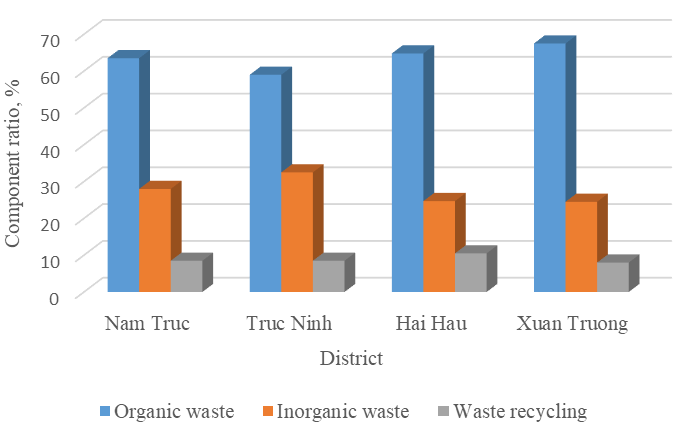 Component ratio, %
70
60
50
40
30
20
10
0
Nam Truc Truc Ninh Hai Hau Xuan Truong
District
Organic waste Inorganic waste Waste recycling